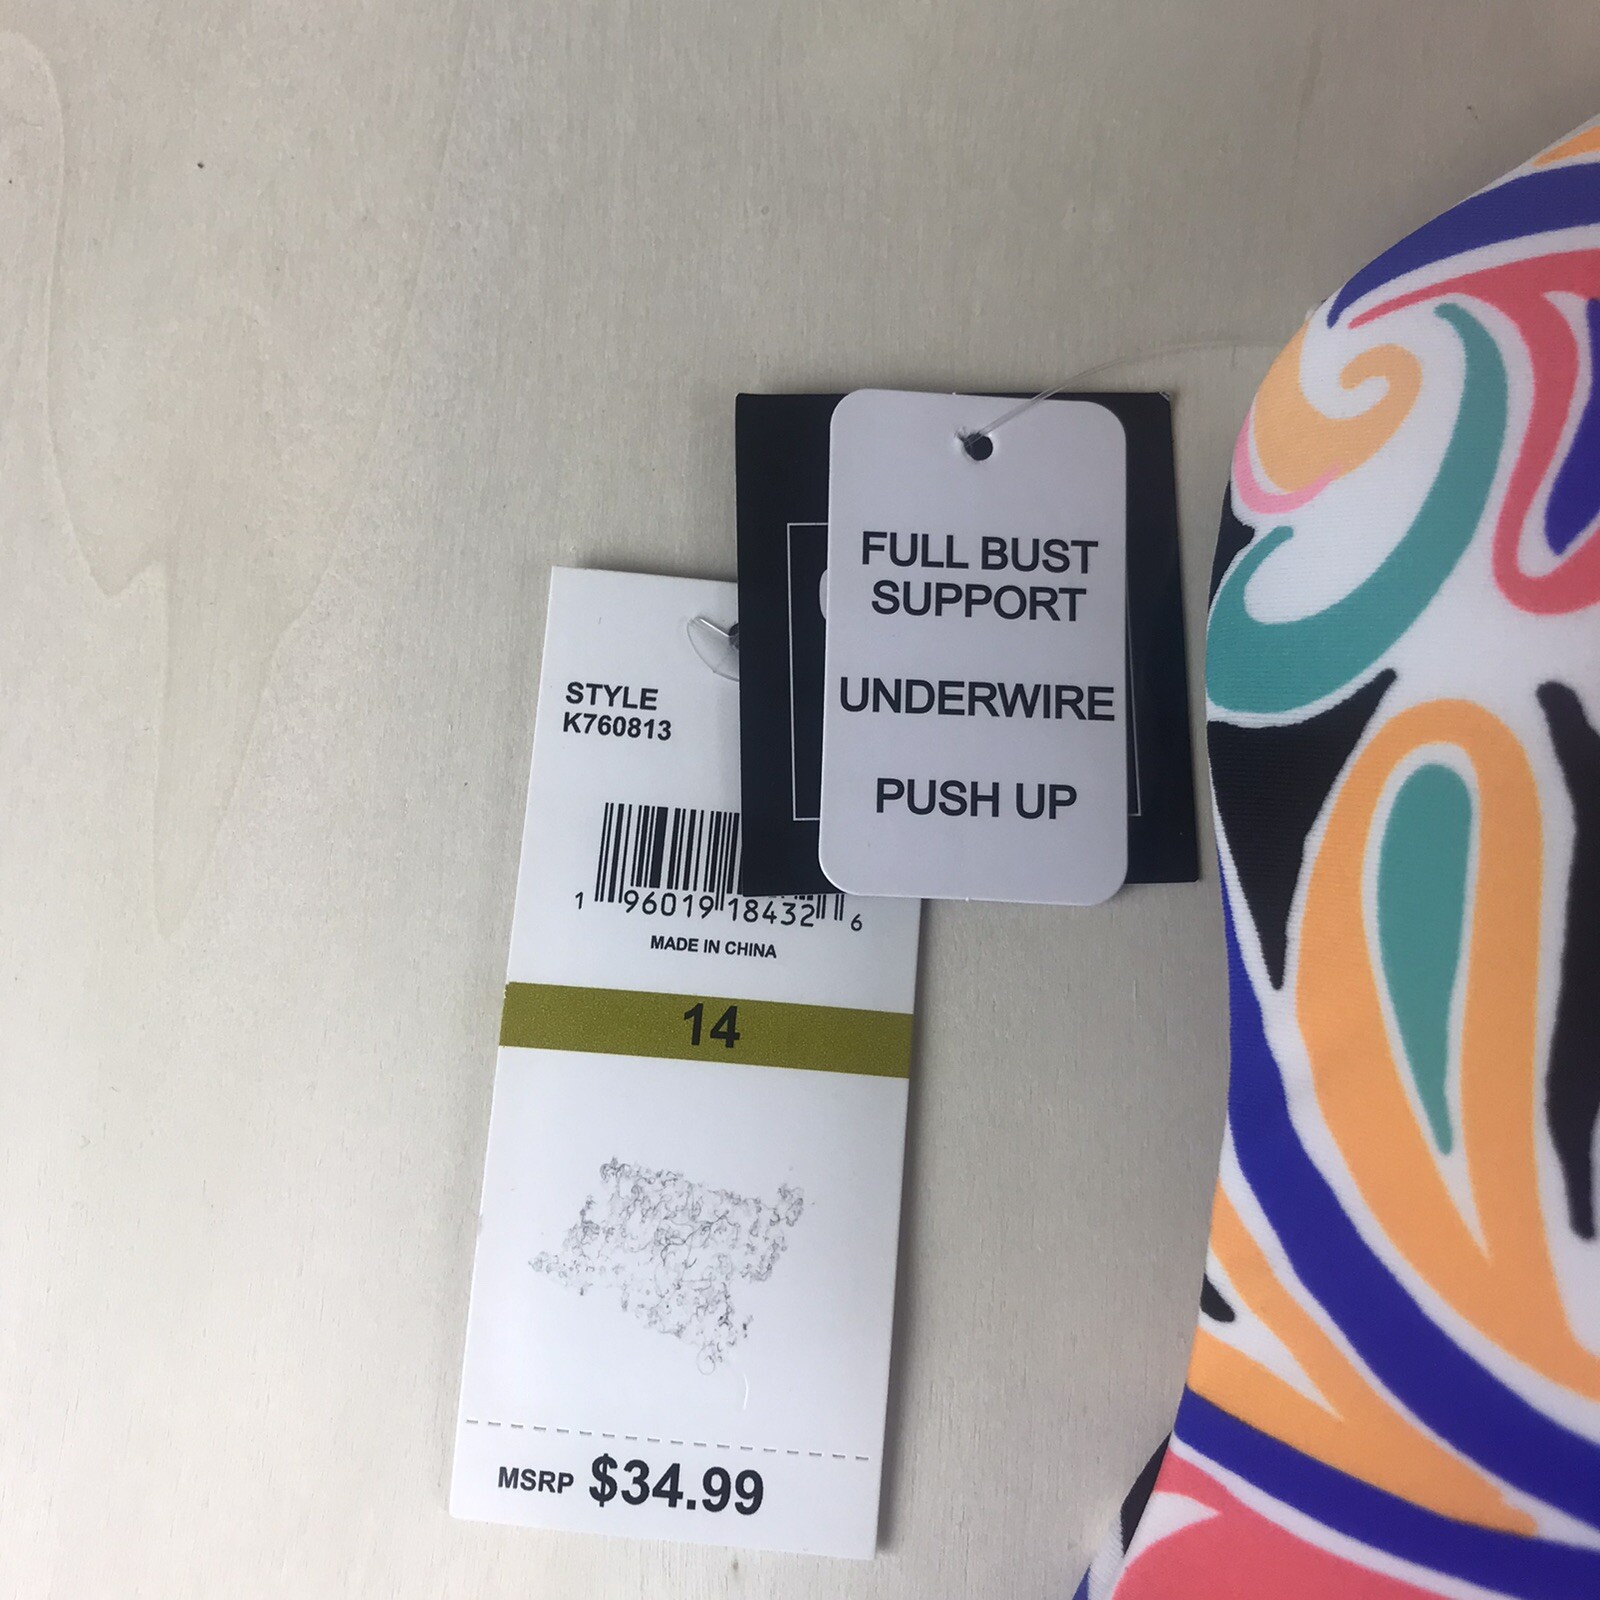 FULL BUST
SUPPORT
UNDERWIRE
PUSH UP
STYLE
K760813
1 96019 18432 6
MADE IN CHINA
14
MSRP $34.99